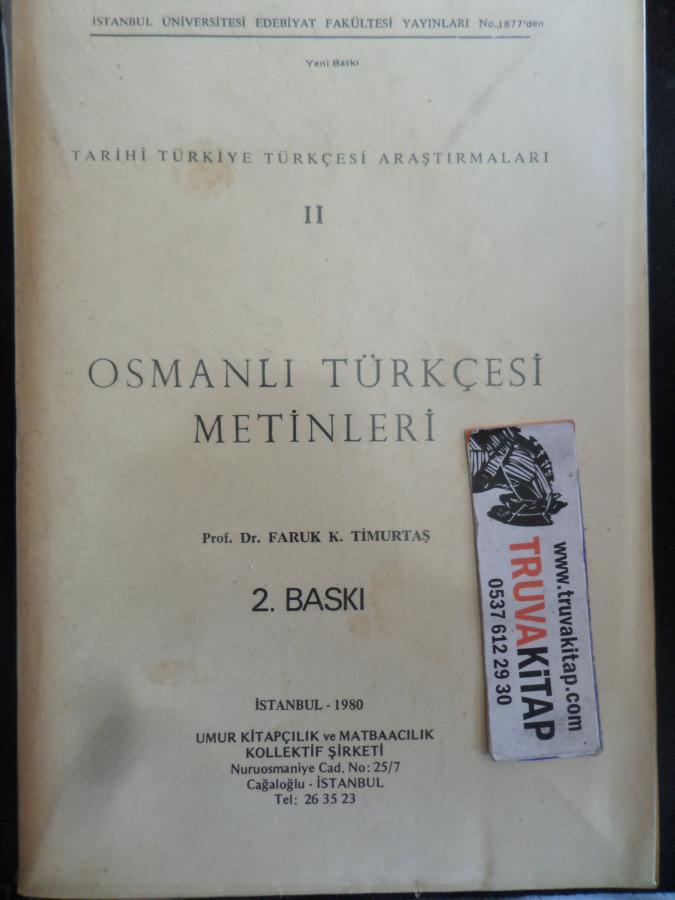 İSTANBUL ÜNİVERSİTESİ EDEBİYAT FAKÜLTESİ YAYINLARI No.,1877'den
Yeni Baskı
TARİHÎ TÜRKİYE TÜRKÇESİ ARAŞTIRMALARI
II
OSMANLI TÜRKÇESİ
METİNLERİ
Prof. Dr. FARUK K. TİMURTAŞ
2. BASKI
İSTANBUL - 1980
UMUR KİTAPÇILIK ve MATBAACILIK
KOLLEKTİF ŞİRKETİ
Nuruosmaniye Cad. No: 25/7
Cağaloğlu - İSTANBUL
Tel: 26 35 23
www.truvakitap.com
TRUVAKİTAP
0537 612 29 30